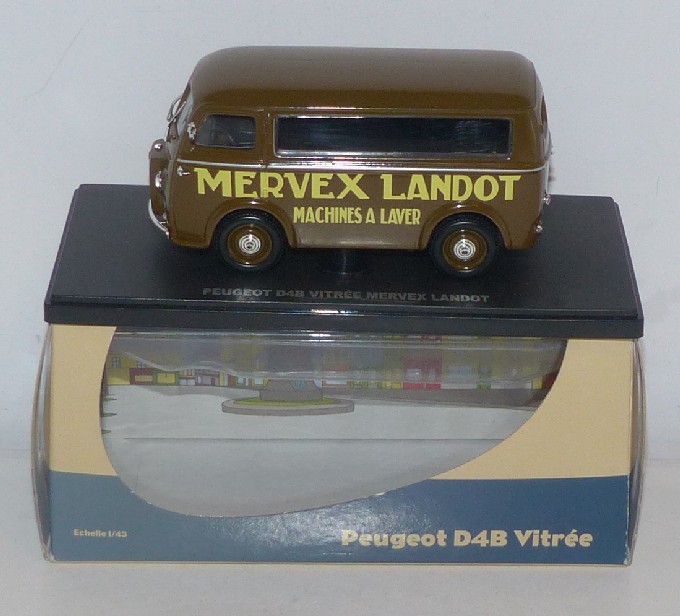 MERVEX LANDOT
MACHINES A LAVER
PEUGEOT D4B VITRÉE MERVEX LANDOT
Echelle 1/43
Peugeot D4B Vitrée